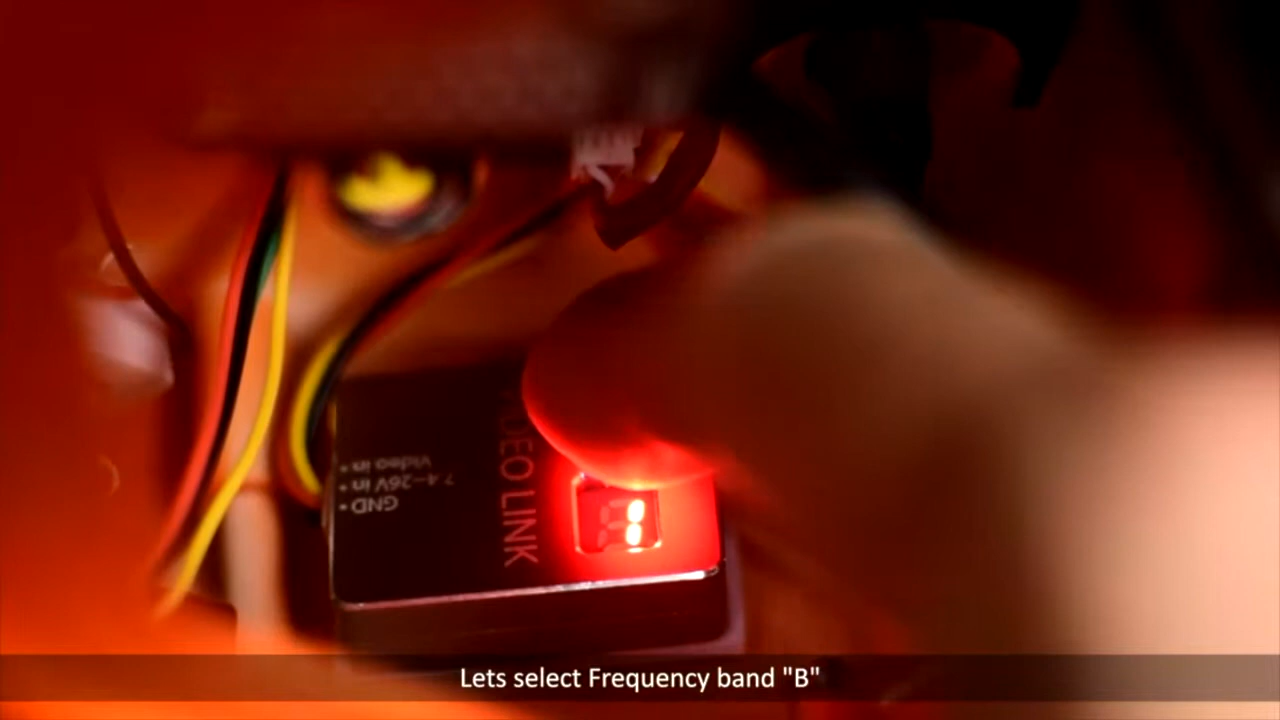 Video in
7.4-26V in
GND
DEO LINK
Lets select Frequency band "B"